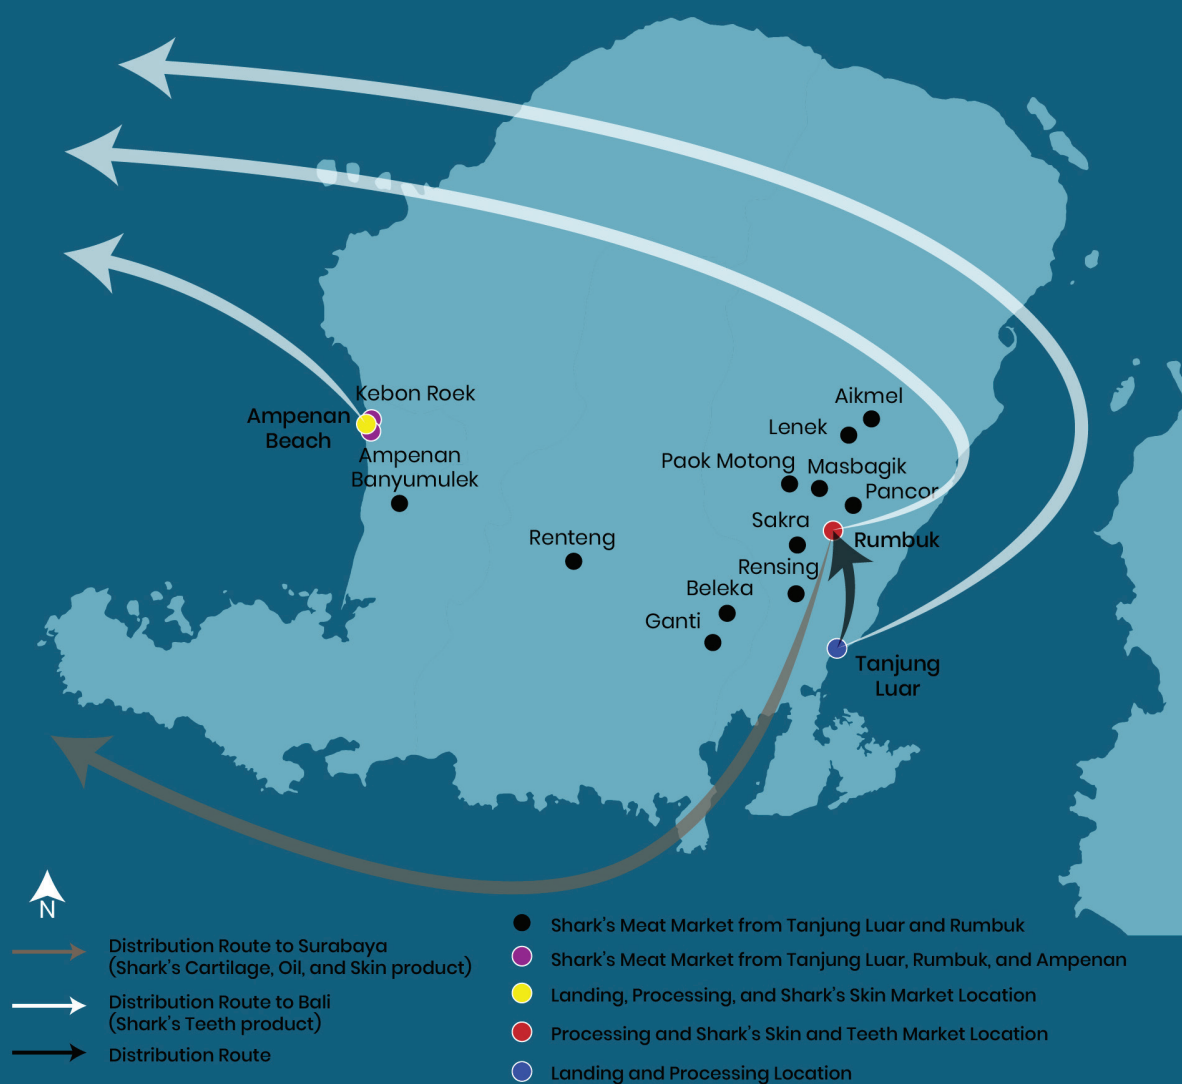 Kebon Roek
Ampenan
Beach
Ampenan
Banyumulek
Renteng
Aikmel
Lenek
Paok Motong
Masbagik
Pancor
Sakra
Rumbuk
Rensing
Beleka
Ganti
Tanjung
Luar
N
Distribution Route to Surabaya
(Shark's Cartilage, Oil, and Skin product)
Distribution Route to Bali
(Shark's Teeth product)
Distribution Route
Shark's Meat Market from Tanjung Luar and Rumbuk
Shark's Meat Market from Tanjung Luar, Rumbuk, and Ampenan
Landing, Processing, and Shark's Skin Market Location
Processing and Shark's Skin and Teeth Market Location
Landing and Processing Location